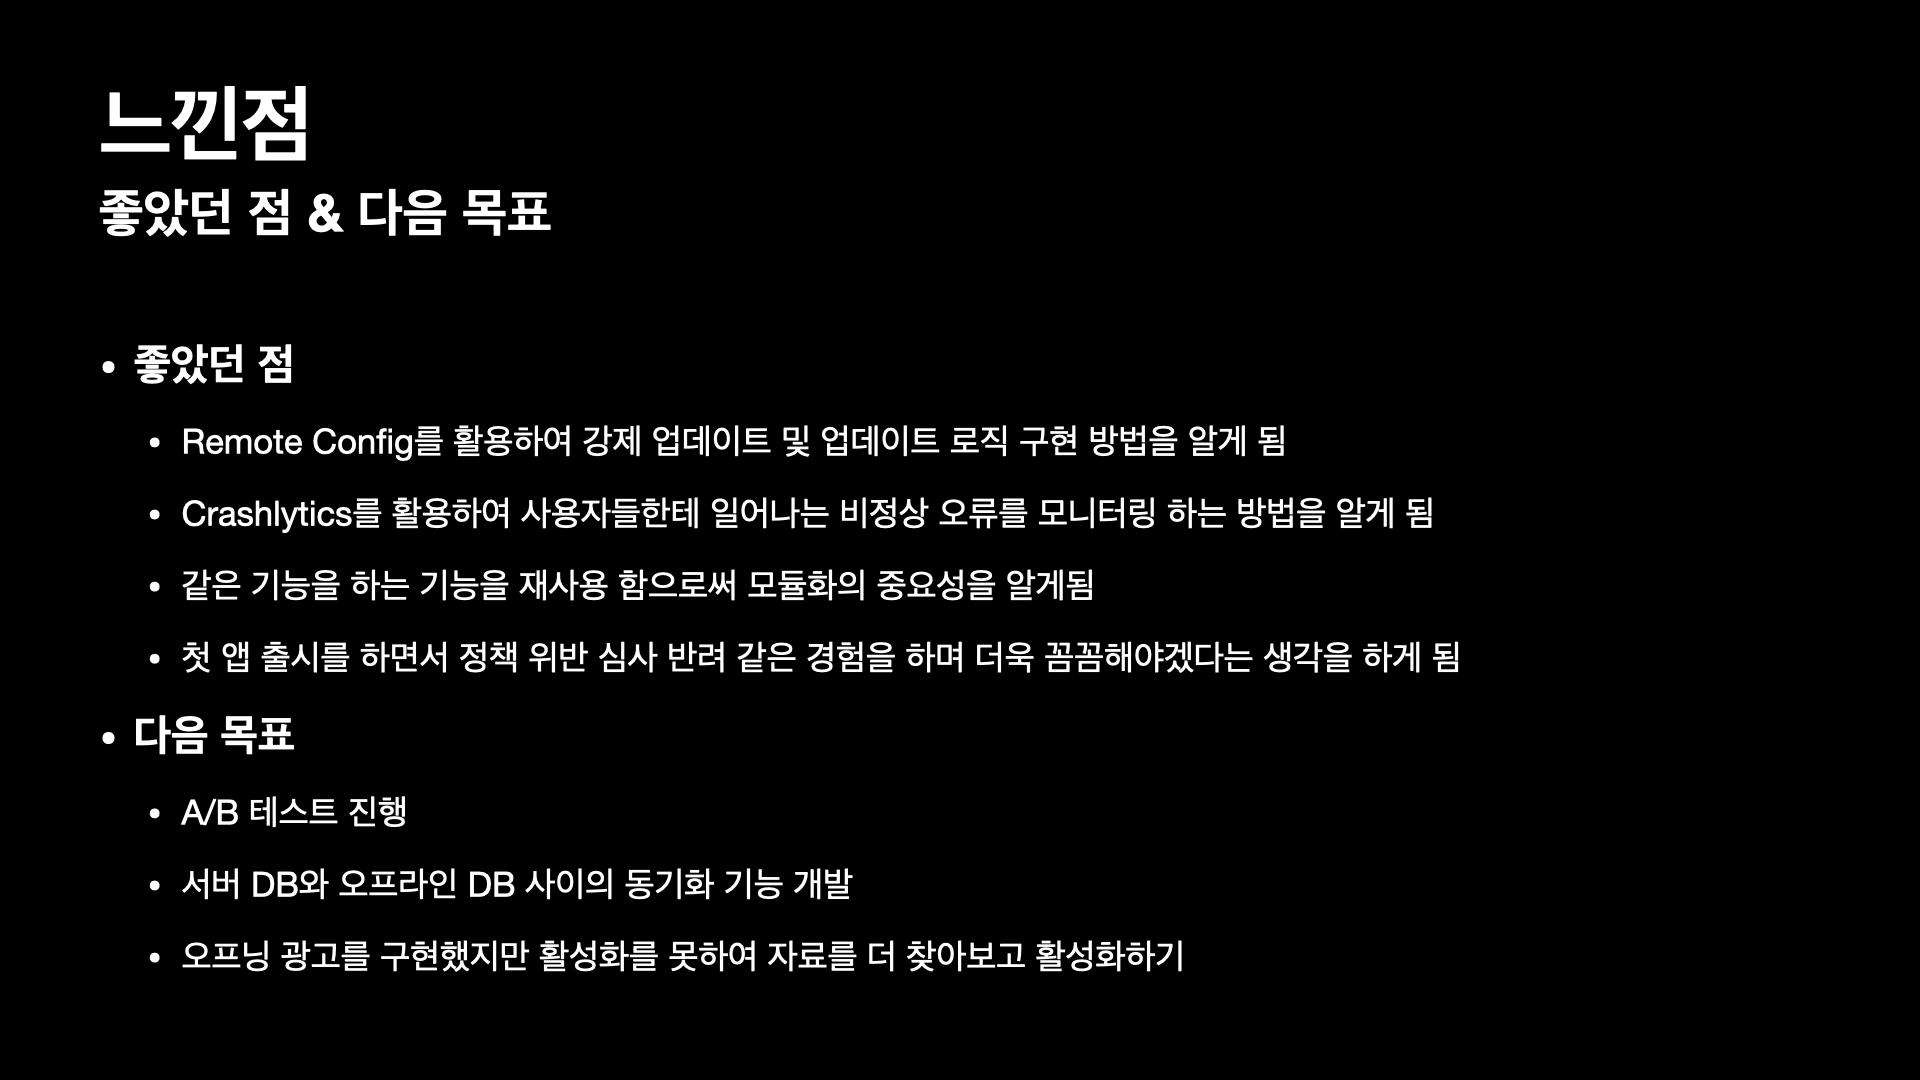 느낀점
좋았던 점 & 다음 목표
• 좋았던 점
• Remote Config를 활용하여 강제 업데이트 및 업데이트 로직 구현 방법을 알게 됨
• Crashlytics를 활용하여 사용자들한테 일어나는 비정상 오류를 모니터링 하는 방법을 알게 됨
• 같은 기능을 하는 기능을 재사용 함으로써 모듈화의 중요성을 알게됨
• 첫 앱 출시를 하면서 정책 위반 심사 반려 같은 경험을 하며 더욱 꼼꼼해야겠다는 생각을 하게 됨
• 다음 목표
• A/B 테스트 진행
• 서버 DB와 오프라인 DB 사이의 동기화 기능 개발
• 오프닝 광고를 구현했지만 활성화를 못하여 자료를 더 찾아보고 활성화하기